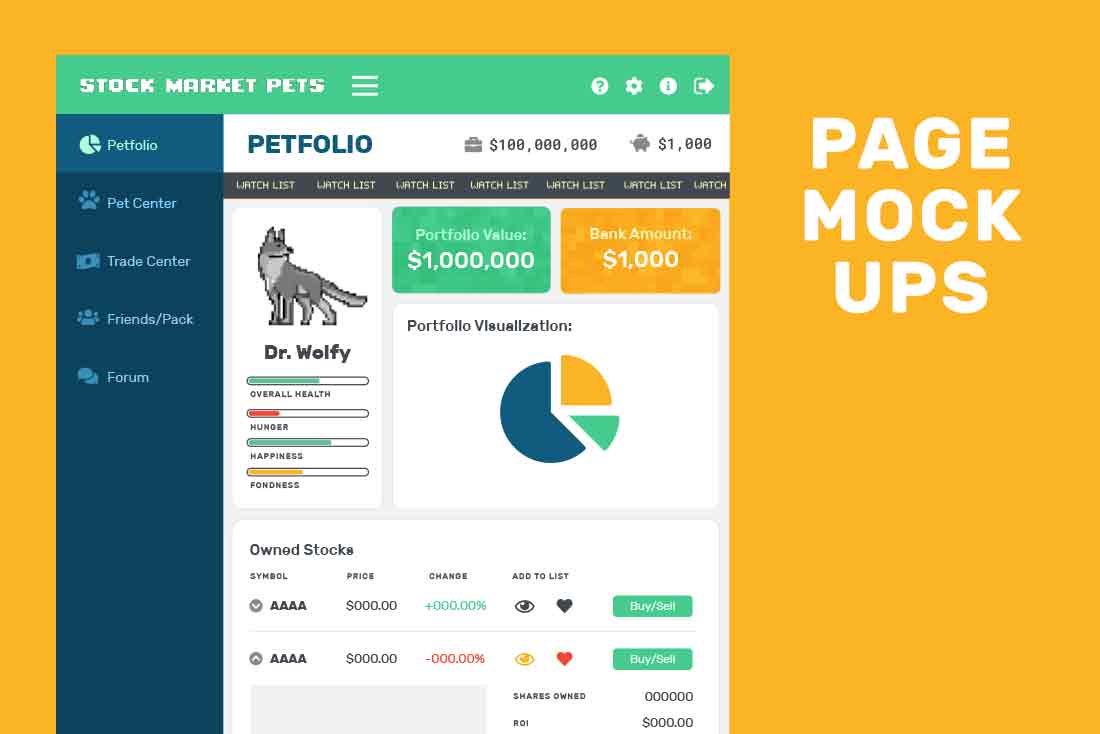 STOCK MARKET PETS
PAGE
MOCK
UPS
Petfolio
Pet Center
Trade Center
Friends/Pack
Forum
PETFOLIO
$100,000,000
$1,000
WATCH LIST WATCH LIST WATCH LIST WATCH LIST WATCH LIST WATCH LIST WATCH
Dr. Wolfy
OVERALL HEALTH
HUNGER
HAPPINESS
FONDNESS
Portfolio Value:
$1,000,000
Bank Amount:
$1,000
Portfolio Visualization:
Owned Stocks
SYMBOL PRICE CHANGE ADD TO LIST
AAAA $000.00 +000.00% Buy/Sell
AAAA $000.00 -000.00% Buy/Sell
SHARES OWNED 000000
ROI $000.00